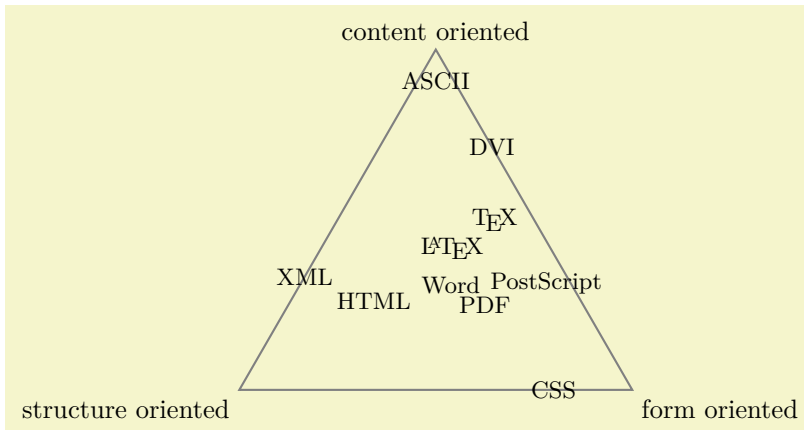 content oriented
ASCII
DVI
TEX
LATEX
XML
Word
PostScript
HTML
PDF
CSS
structure oriented
form oriented